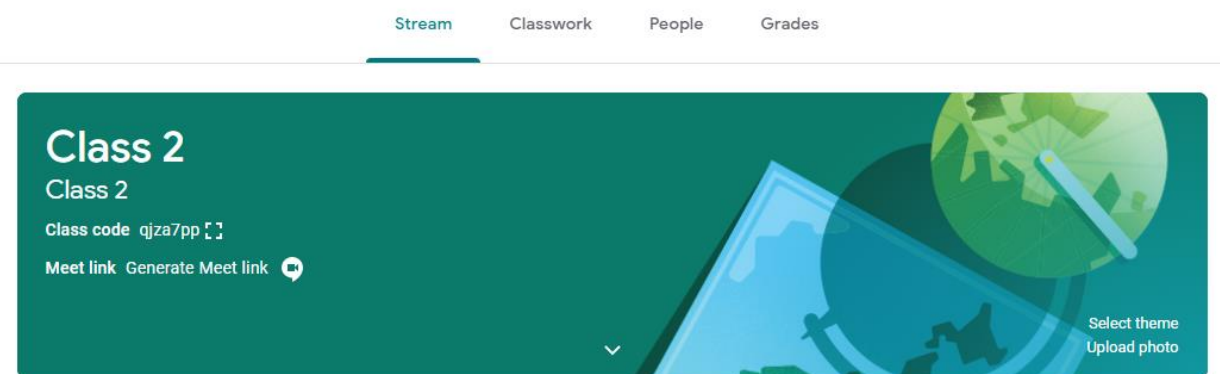 Stream Classwork People Grades
Class 2
Class 2
Class code qjza7pp
Meet link Generate Meet link
Select theme
Upload photo